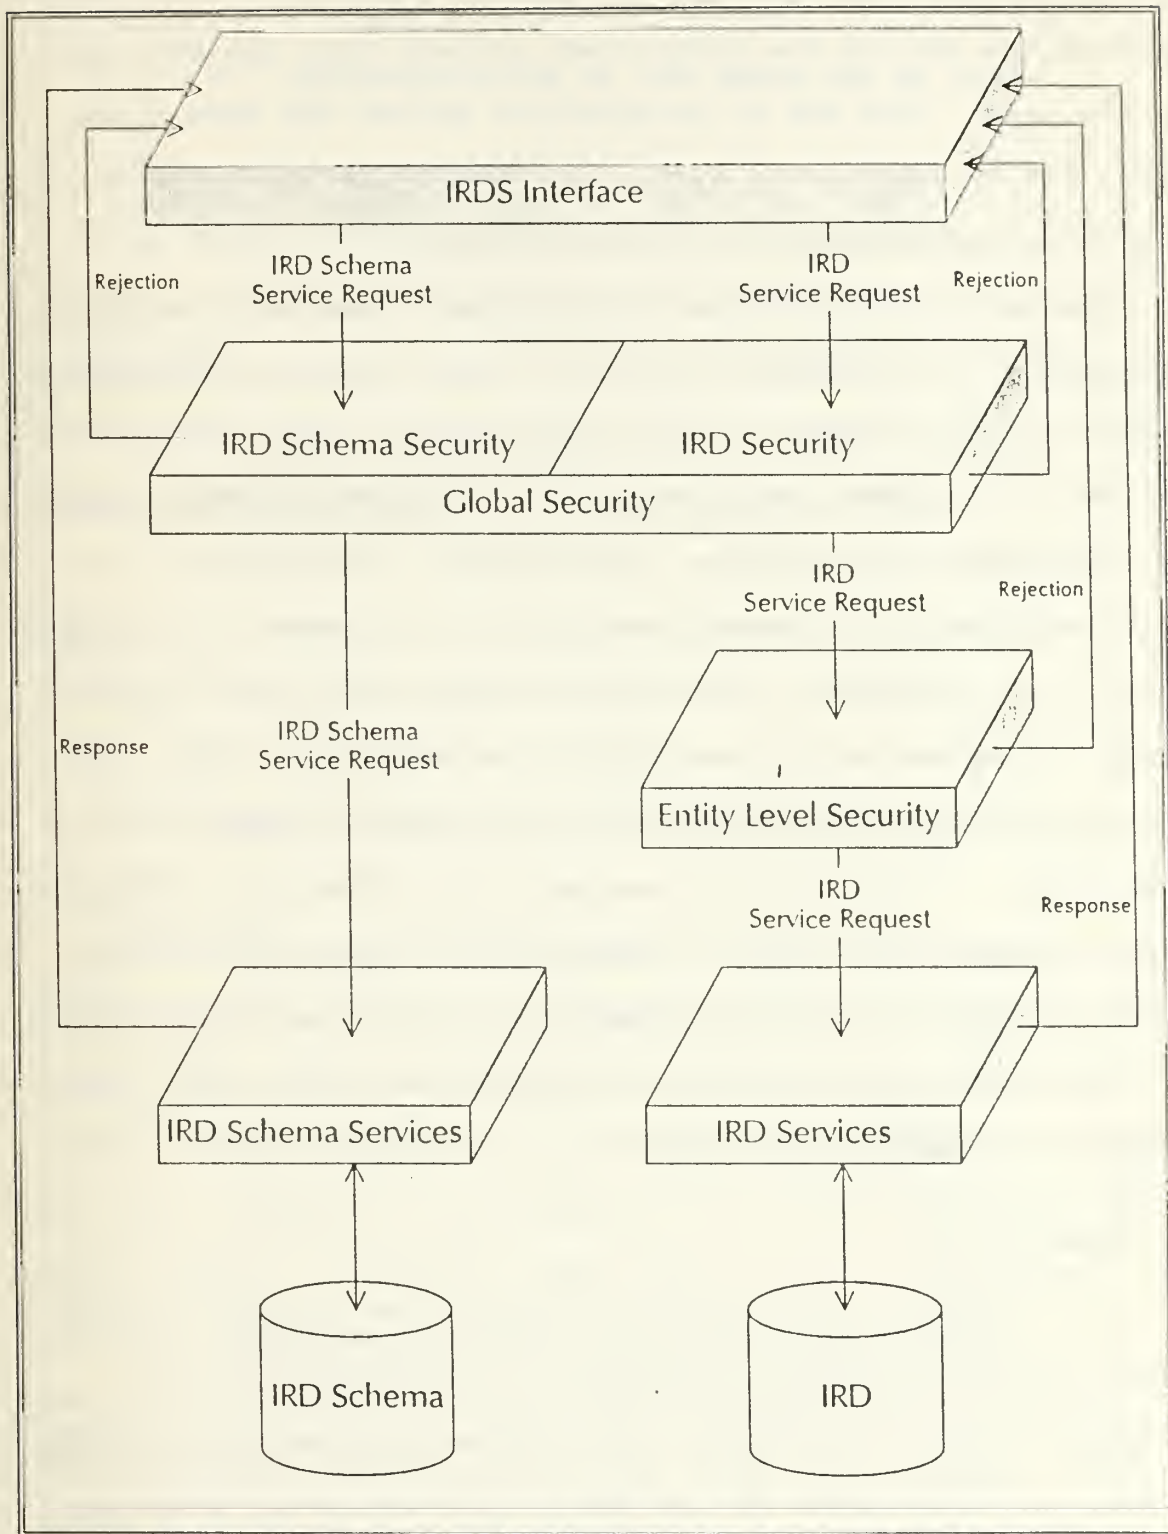 IRDS Interface
Rejection
IRD Schema
Service Request
IRD
Service Request
Rejection
IRD Schema Security
IRD Security
Global Security
IRD
Service Request
Rejection
Response
IRD Schema
Service Request
Entity Level Security
IRD
Service Request
Response
IRD Schema Services
IRD Services
IRD Schema
IRD